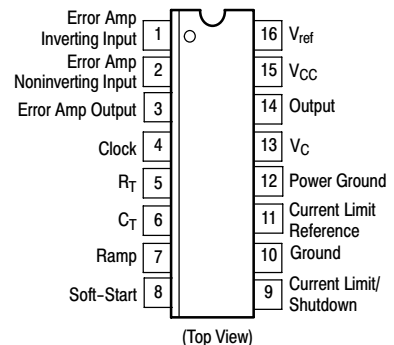 Error Amp
Inverting Input
1
Error Amp
Noninverting Input
2
Error Amp Output
3
Clock
4
RT
5
CT
6
Ramp
7
Soft-Start
8
16
Vref
15
VCC
14
Output
13
VC
12
Power Ground
11
Current Limit
Reference
10
Ground
9
Current Limit/
Shutdown
(Top View)